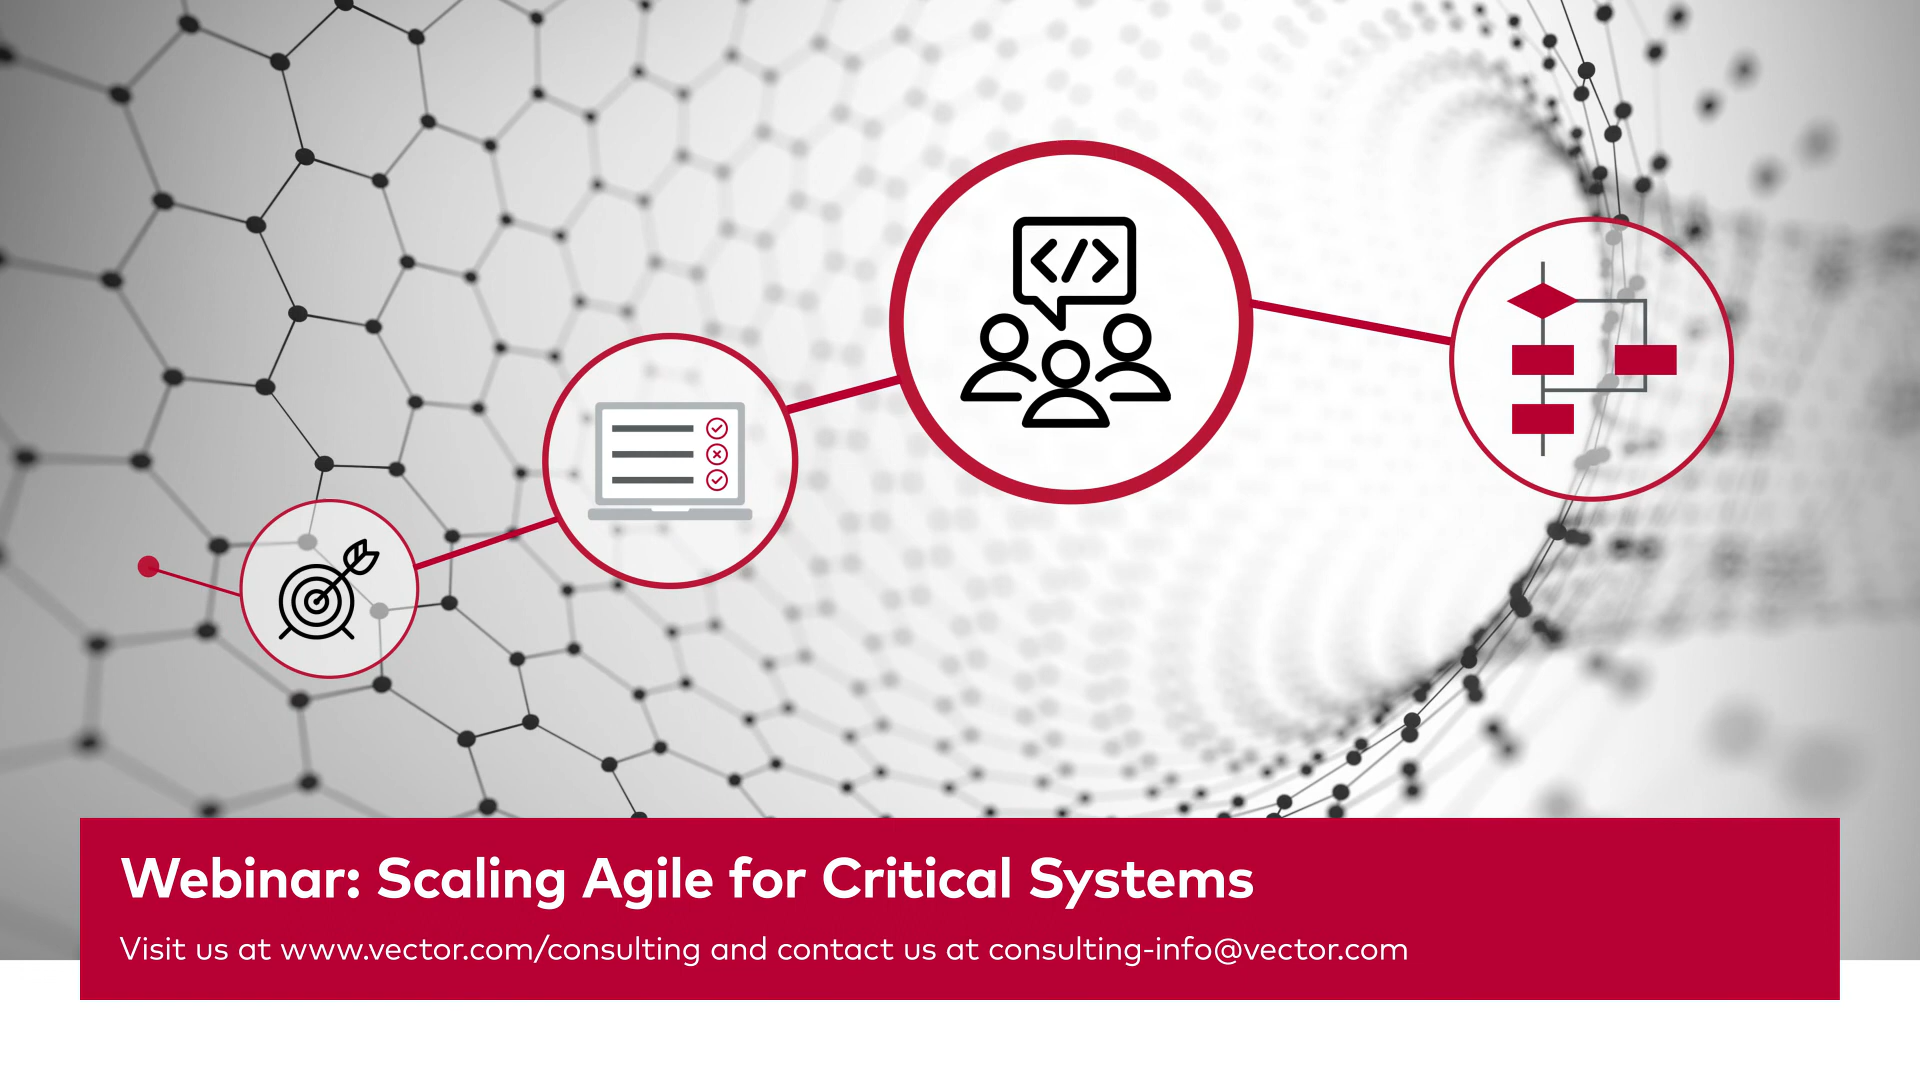 </>
Webinar: Scaling Agile for Critical Systems
Visit us at www.vector.com/consulting and contact us at consulting-info@vector.com